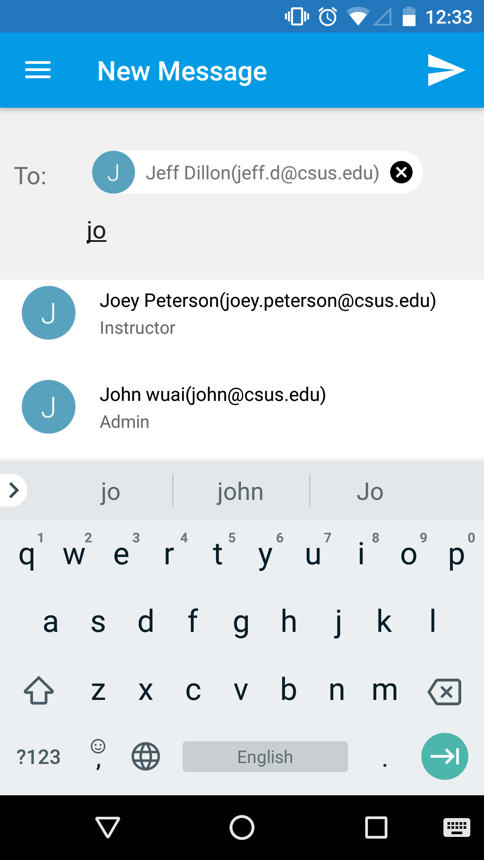 12:33
New Message
To:
J
Jeff Dillon(jeff.d@csus.edu)
jo
J
Joey Peterson(joey.peterson@csus.edu)
Instructor
J
John wuai(john@csus.edu)
Admin
jo john Jo
1 2 3 4 5 6 7 8 9 0
q w e r t y u i o p
a s d f g h j k l
z x c v b n m
?123 , English .